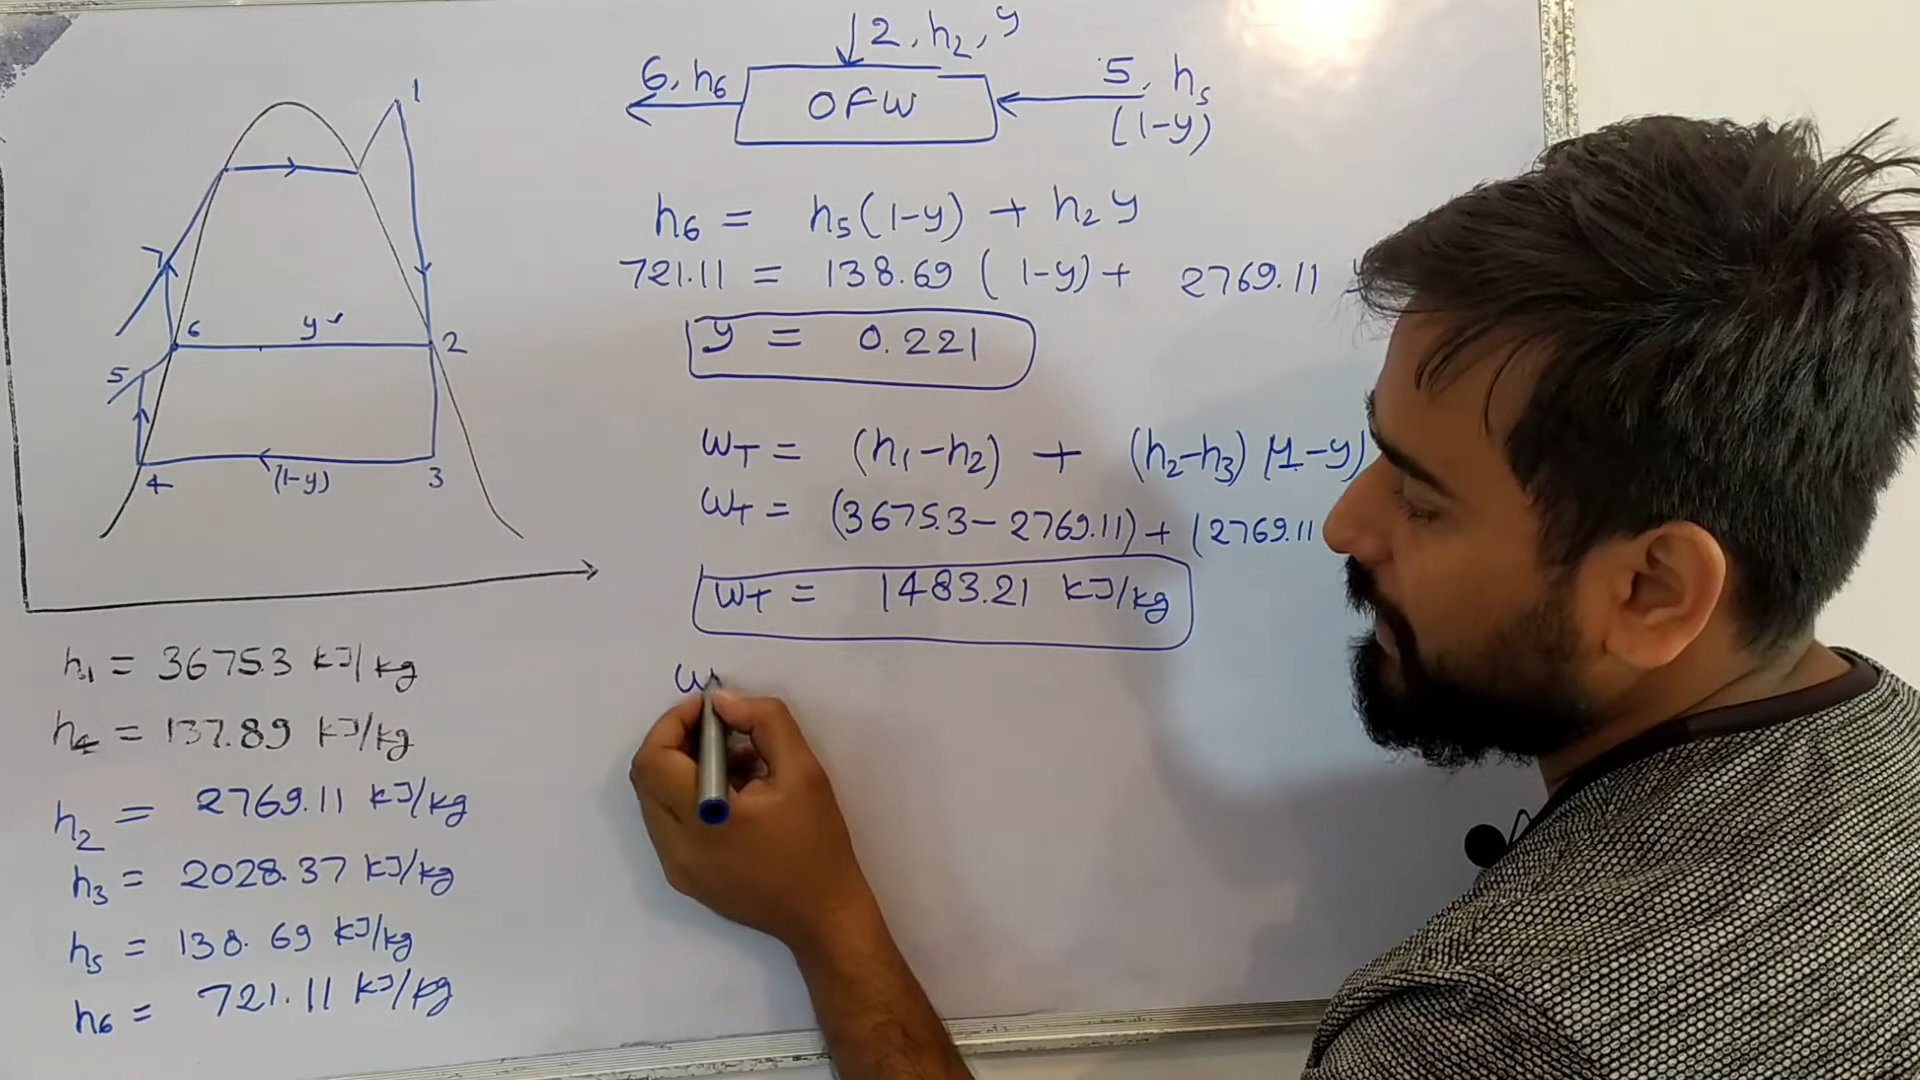 1
y
6
2
5
4
(1-y)
3
7
h₁ = 3675.3 kJ/kg
h₄ = 137.89 kJ/kg
h₂ = 2769.11 kJ/kg
h₃ = 2028.37 kJ/kg
h₅ = 138.69 kJ/kg
h₆ = 721.11 kJ/kg
2, h₂, y
6, h₆
OFW
5, h₅
(1-y)
h₆ = h₅(1-y) + h₂ y
721.11 = 138.69 (1-y) + 2769.11
y = 0.221
WT = (h₁-h₂) + (h₂-h₃) (1-y)
WT = (3675.3 - 2769.11) + (2769.11
WT = 1483.21 kJ/kg
W